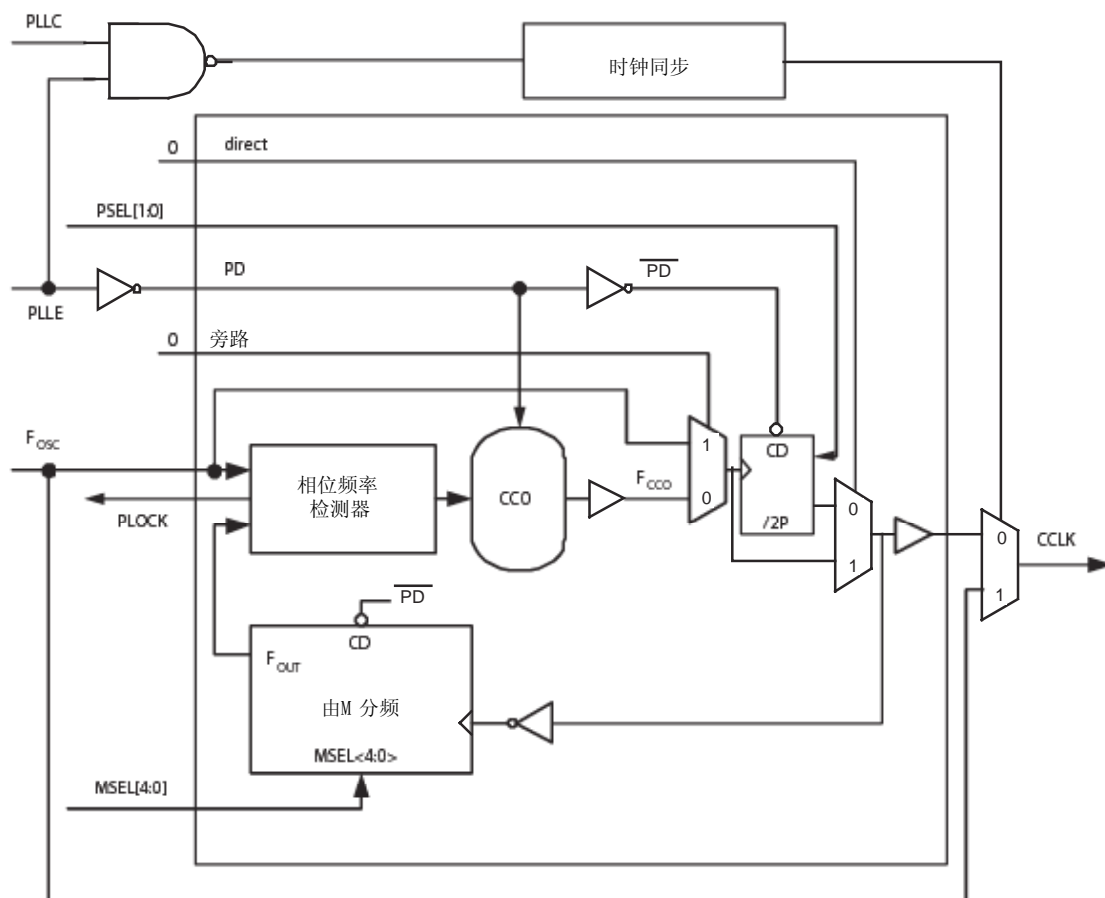 PLLC
时钟同步
0 direct
PSEL[1:0]
PD
PD
PLLE
0 旁路
FOSC
相位频率
检测器
PLOCK
CCO
FCCO
1
0
CD
/2P
0
1
0
1
CCLK
PD
CD
FOUT
由M 分频
MSEL<4:0>
MSEL[4:0]